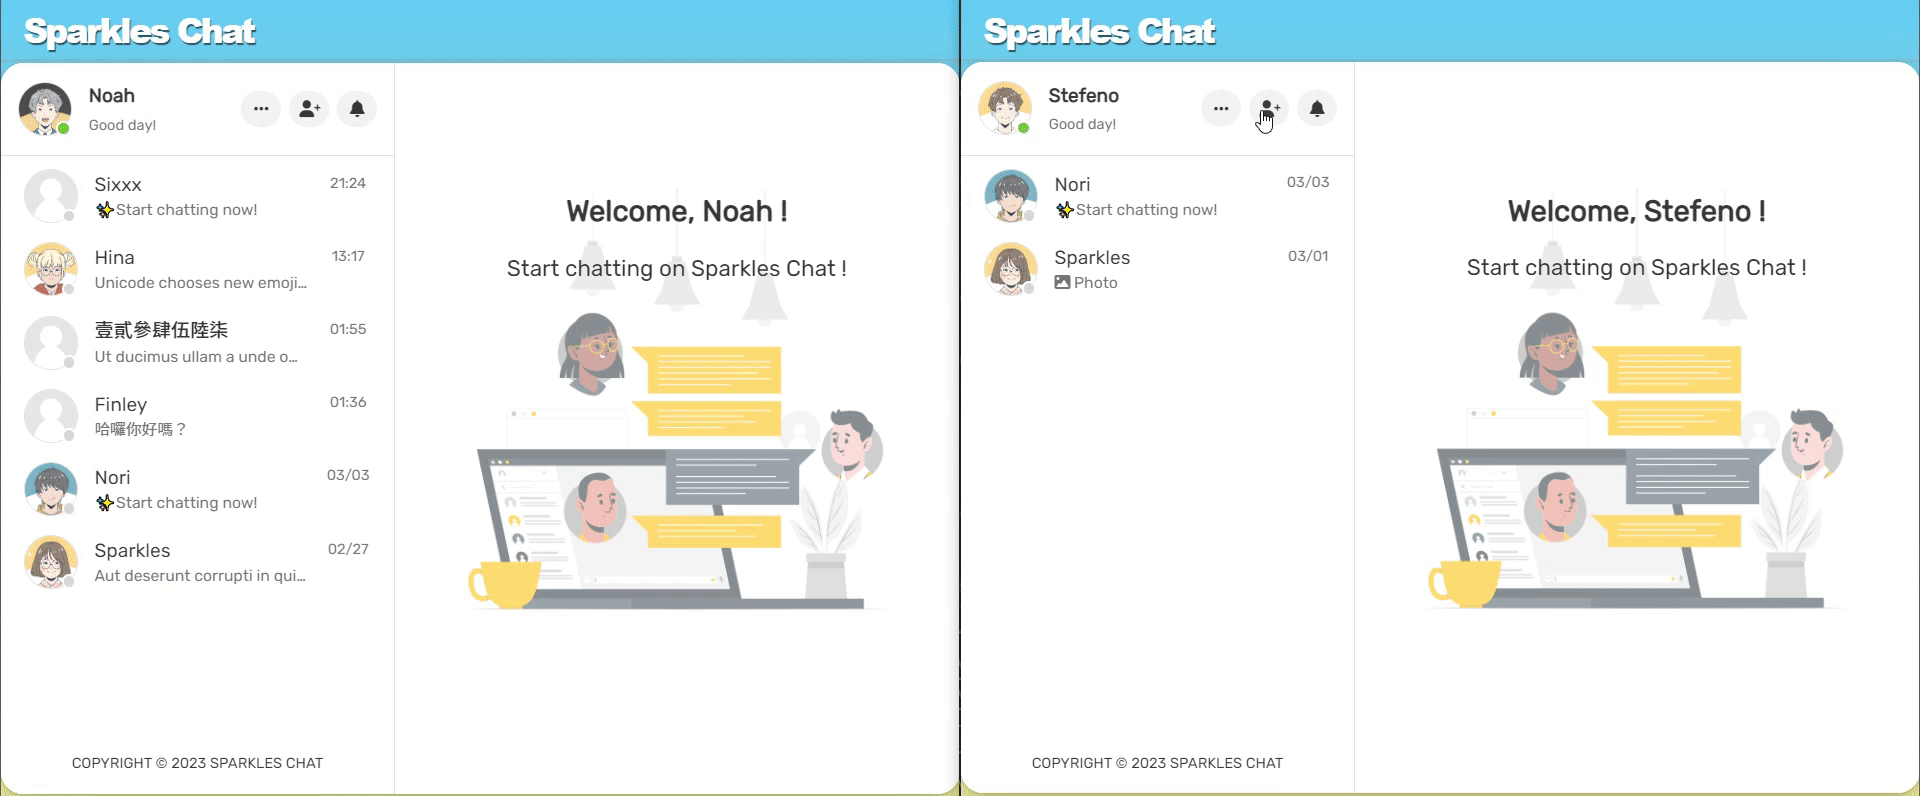 Sparkles Chat
Noah
Good day!
Sixxx
21:24
✨Start chatting now!
Hina
13:17
Unicode chooses new emoji...
壹貳參肆伍陸柒
01:55
Ut ducimus ullam a unde o...
Finley
01:36
哈囉你好嗎？
Nori
03/03
✨Start chatting now!
Sparkles
02/27
Aut deserunt corrupti in qui...
COPYRIGHT © 2023 SPARKLES CHAT
Welcome, Noah !
Start chatting on Sparkles Chat !
Sparkles Chat
Stefeno
Good day!
Nori
03/03
✨Start chatting now!
Sparkles
03/01
Photo
COPYRIGHT © 2023 SPARKLES CHAT
Welcome, Stefeno !
Start chatting on Sparkles Chat !